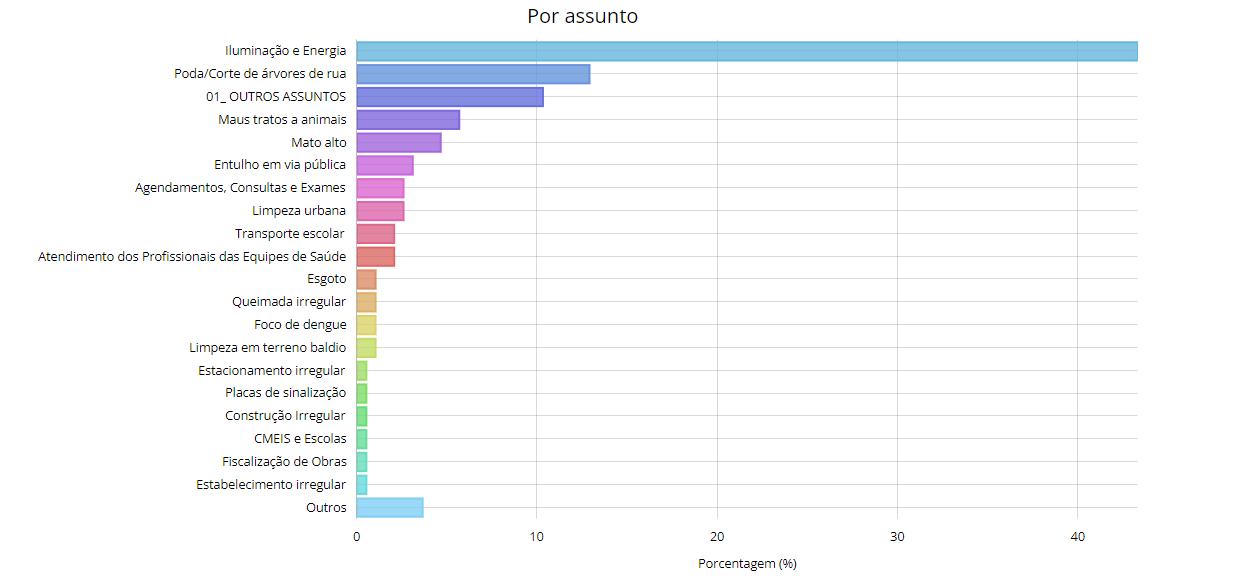 Por assunto
Iluminação e Energia
Poda/Corte de árvores de rua
01_ OUTROS ASSUNTOS
Maus tratos a animais
Mato alto
Entulho em via pública
Agendamentos, Consultas e Exames
Limpeza urbana
Transporte escolar
Atendimento dos Profissionais das Equipes de Saúde
Esgoto
Queimada irregular
Foco de dengue
Limpeza em terreno baldio
Estacionamento irregular
Placas de sinalização
Construção Irregular
CMEIS e Escolas
Fiscalização de Obras
Estabelecimento irregular
Outros
0 10 20 30 40
Porcentagem (%)